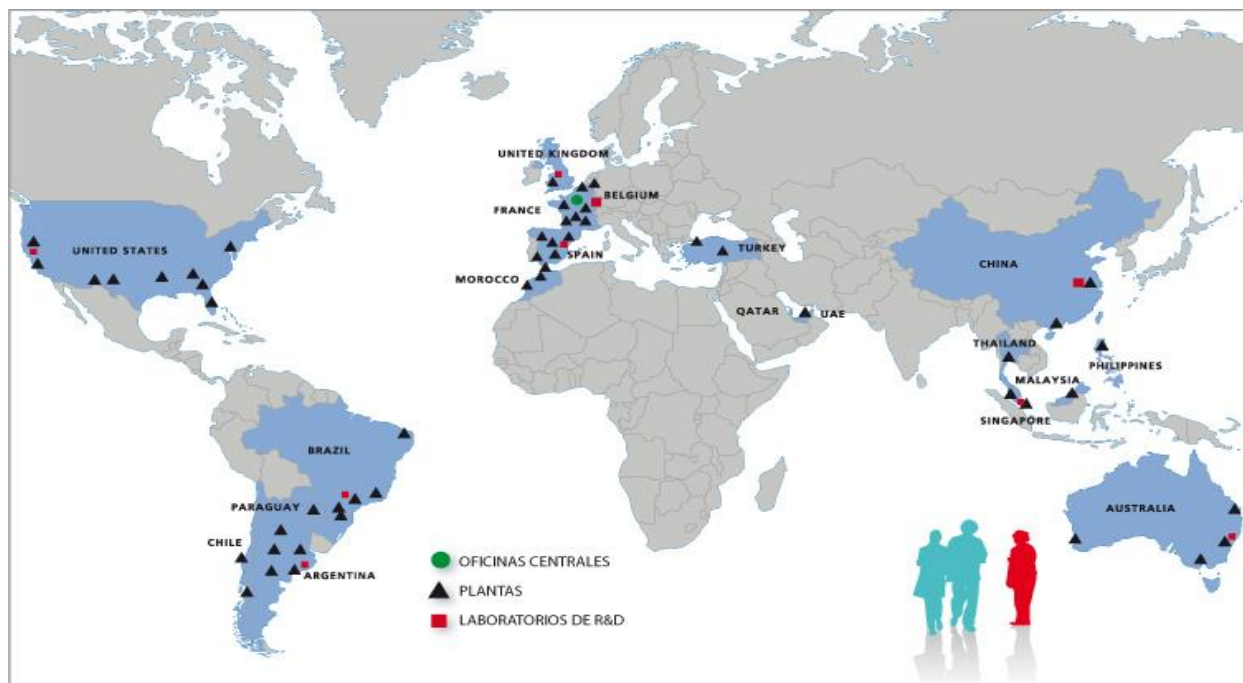 UNITED KINGDOM
BELGIUM
FRANCE
UNITED STATES
SPAIN
TURKEY
MOROCCO
CHINA
QATAR
UAE
THAILAND
PHILIPPINES
MALAYSIA
SINGAPORE
BRAZIL
PARAGUAY
AUSTRALIA
CHILE
ARGENTINA
OFICINAS CENTRALES
PLANTAS
LABORATORIOS DE R&D